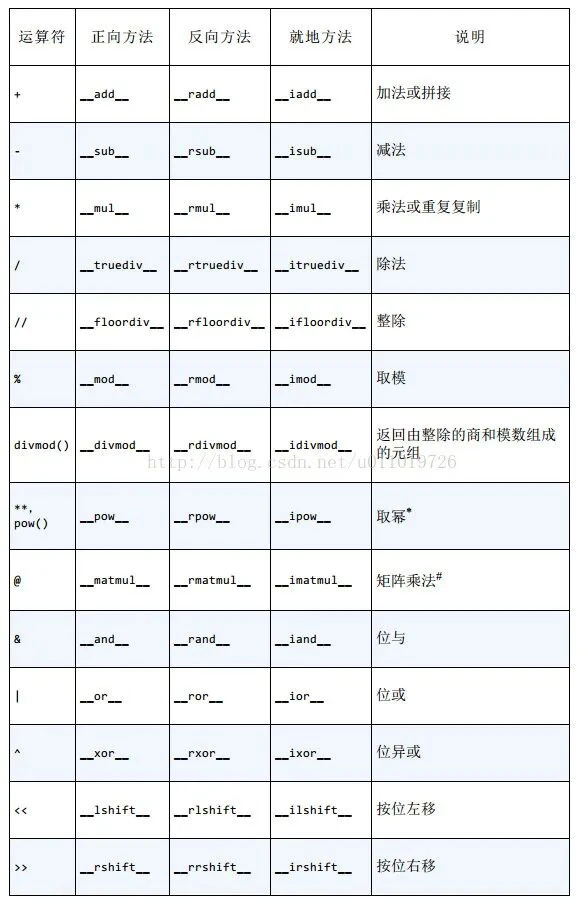 运算符 正向方法 反向方法 就地方法 说明
+ __add__ __radd__ __iadd__ 加法或拼接
- __sub__ __rsub__ __isub__ 减法
* __mul__ __rmul__ __imul__ 乘法或重复复制
/ __truediv__ __rtruediv__ __itruediv__ 除法
// __floordiv__ __rfloordiv__ __ifloordiv__ 整除
% __mod__ __rmod__ __imod__ 取模
divmod() __divmod__ __rdivmod__ __idivmod__ 返回由整除的商和模数组成
的元组
http://blog.csdn.net/u011019726
**,
pow() __pow__ __rpow__ __ipow__ 取幂*
@ __matmul__ __rmatmul__ __imatmul__ 矩阵乘法#
& __and__ __rand__ __iand__ 位与
| __or__ __ror__ __ior__ 位或
^ __xor__ __rxor__ __ixor__ 位异或
<< __lshift__ __rlshift__ __ilshift__ 按位左移
>> __rshift__ __rrshift__ __irshift__ 按位右移